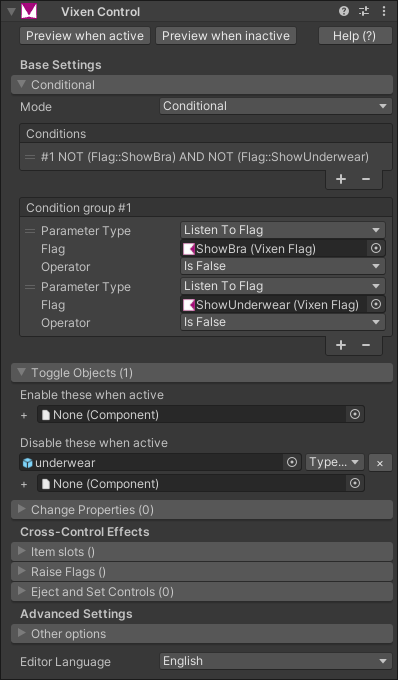 Vixen Control
Preview when active Preview when inactive Help (?)
Base Settings
Conditional
Mode Conditional
Conditions
#1 NOT (Flag::ShowBra) AND NOT (Flag::ShowUnderwear)
+ −
Condition group #1
Parameter Type Listen To Flag
Flag ShowBra (Vixen Flag)
Operator Is False
Parameter Type Listen To Flag
Flag ShowUnderwear (Vixen Flag)
Operator Is False
+ −
Toggle Objects (1)
Enable these when active
+ None (Component)
Disable these when active
underwear Type... ×
+ None (Component)
Change Properties (0)
Cross-Control Effects
Item slots ()
Raise Flags ()
Eject and Set Controls (0)
Advanced Settings
Other options
Editor Language English